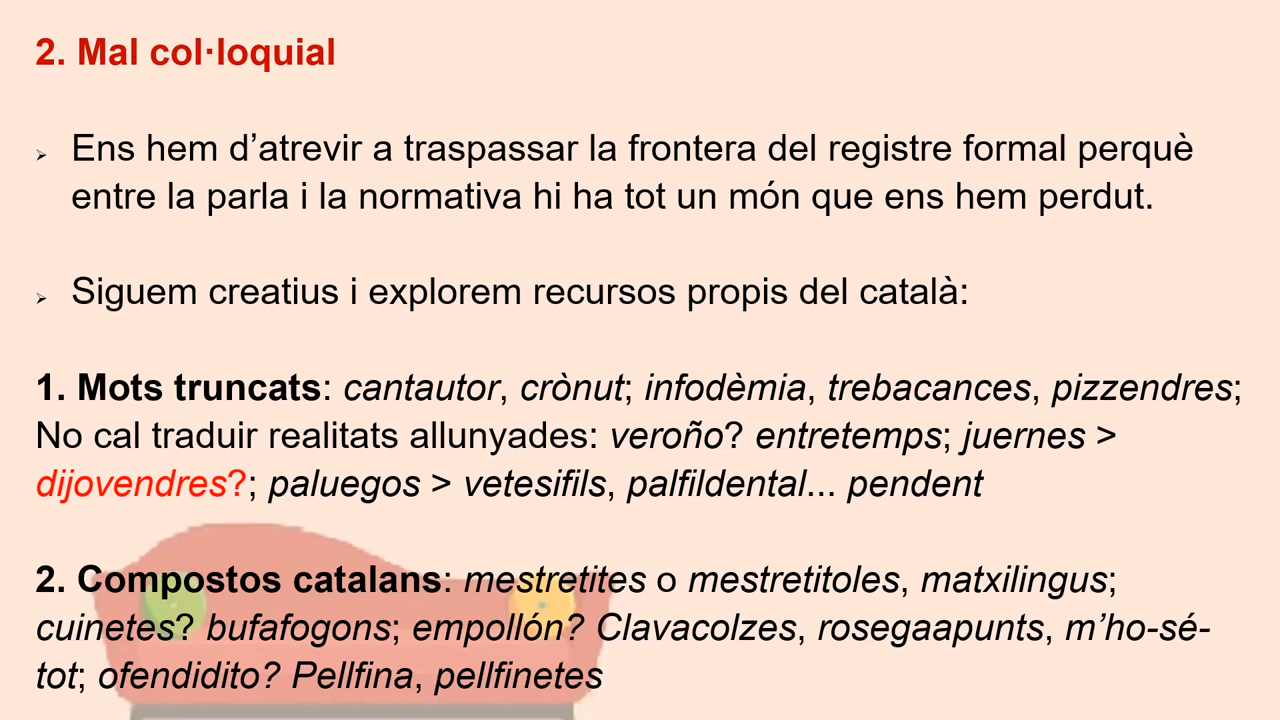 2. Mal col·loquial
➢ Ens hem d’atrevir a traspassar la frontera del registre formal perquè
entre la parla i la normativa hi ha tot un món que ens hem perdut.
➢ Siguem creatius i explorem recursos propis del català:
1. Mots truncats: cantautor, crònut; infodèmia, trebacances, pizzendres;
No cal traduir realitats allunyades: veroño? entretemps; juernes >
dijovendres?; paluegos > vetesifils, palfildental... pendent
2. Compostos catalans: mestretites o mestretitoles, matxilingus;
cuinetes? bufafogons; empollón? Clavacolzes, rosegaapunts, m’ho-sé-
tot; ofendidito? Pellfina, pellfinetes